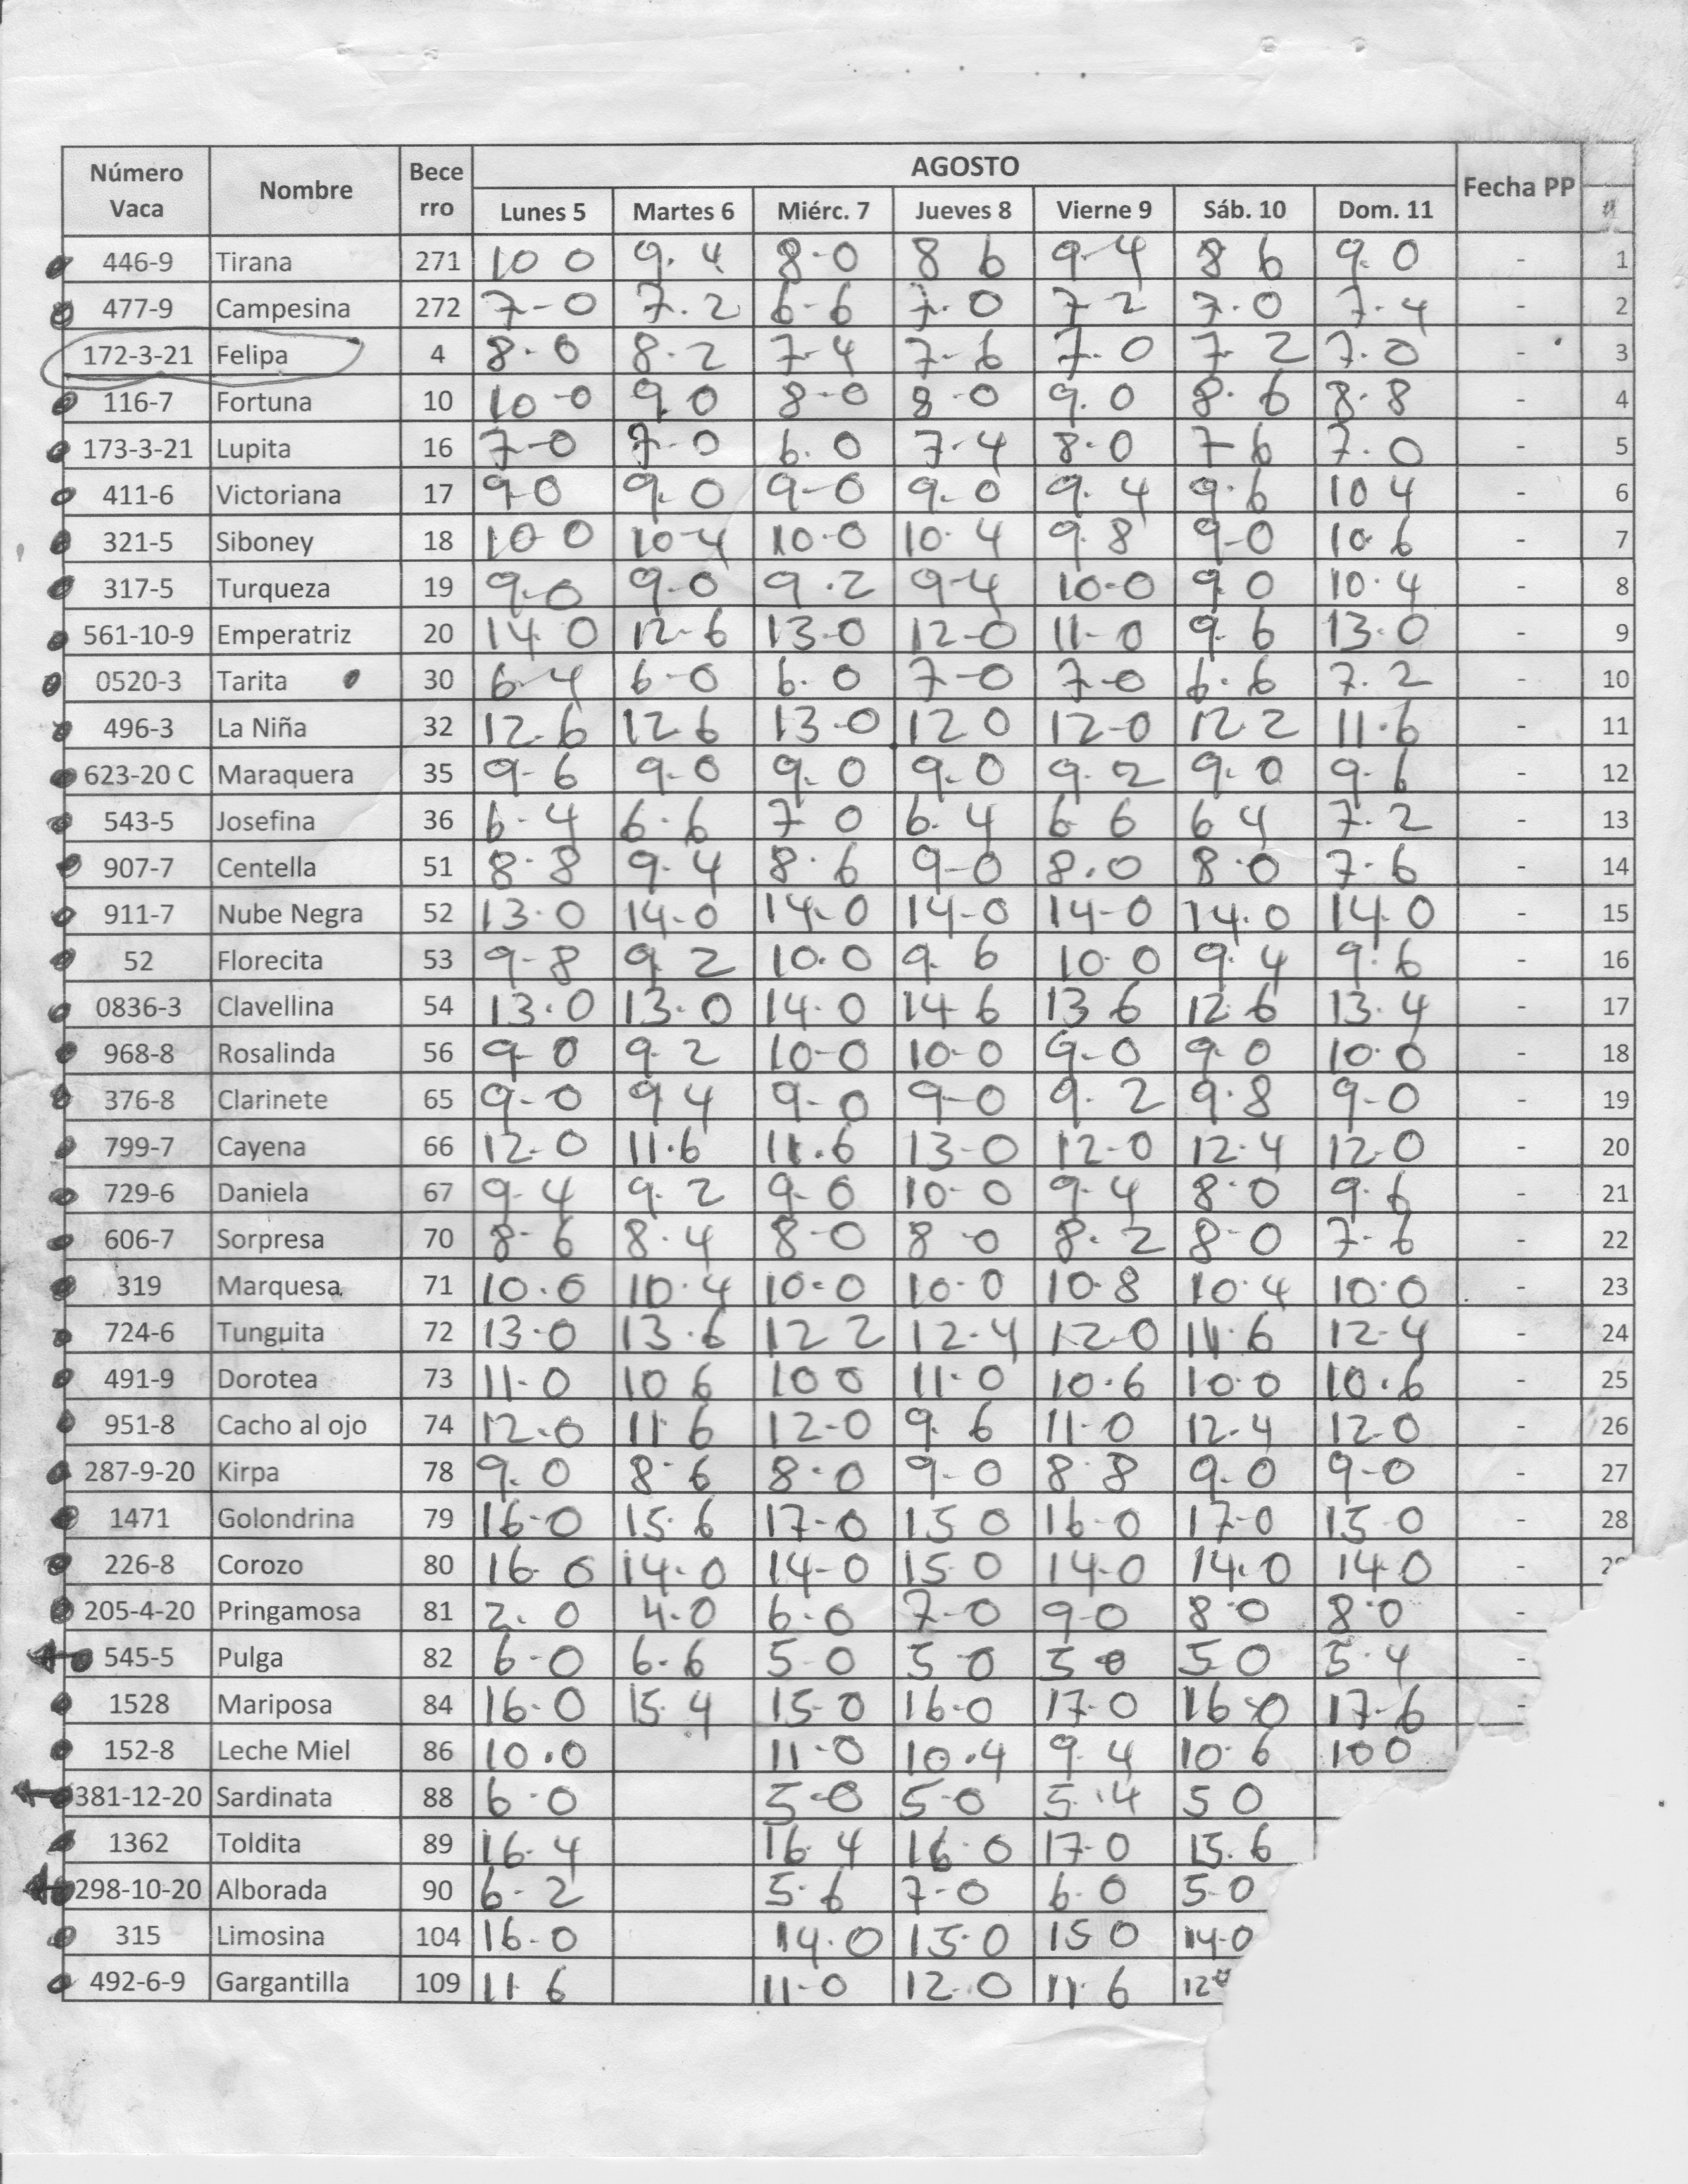 Número Vaca Nombre Bece rro AGOSTO Fecha PP #
Lunes 5 Martes 6 Miérc. 7 Jueves 8 Vierne 9 Sáb. 10 Dom. 11
446-9 Tirana 271 10 0 9. 4 8-0 8 6 9-4 8 6 9. 0 - 1
477-9 Campesina 272 7-0 7.2 6-6 7.0 7 2 7.0 7.4 - 2
172-3-21 Felipa 4 8.0 8.2 7-4 7-6 7.0 7.2 7.0 - 3
116-7 Fortuna 10 10-0 9.0 8-0 8-0 9.0 8.6 8.8 - 4
173-3-21 Lupita 16 7-0 7-0 6.0 7.4 8.0 7-6 7.0 - 5
411-6 Victoriana 17 9-0 9.0 9-0 9.0 9.4 9.6 10 4 - 6
321-5 Siboney 18 10-0 10-4 10.0 10.4 9.8 9-0 10.6 - 7
317-5 Turqueza 19 9-0 9.0 9.2 9-4 10-0 9.0 10.4 - 8
561-10-9 Emperatriz 20 14.0 12-6 13.0 12-0 11-0 9.6 13.0 - 9
0520-3 Tarita 30 6.4 6-0 6.0 7-0 7-0 6.6 7.2 - 10
496-3 La Niña 32 12.6 12 6 13-0 12 0 12-0 12.2 11.6 - 11
623-20 C Maraquera 35 9-6 9-0 9.0 9.0 9.2 9.0 9.6 - 12
543-5 Josefina 36 6-4 6.6 7 0 6.4 6 6 6 4 7.2 - 13
907-7 Centella 51 8.8 9.4 8.6 9-0 8.0 8.0 7.6 - 14
911-7 Nube Negra 52 13.0 14.0 14.0 14-0 14-0 14.0 14.0 - 15
52 Florecita 53 9-8 9.2 10.0 9. 6 10.0 9.4 9.6 - 16
0836-3 Clavellina 54 13.0 13.0 14.0 14 6 13 6 12.6 13.4 - 17
968-8 Rosalinda 56 9-0 9.2 10-0 10-0 9-0 9.0 10.0 - 18
376-8 Clarinete 65 9-0 9 4 9-0 9-0 9.2 9.8 9-0 - 19
799-7 Cayena 66 12.0 11.6 11.6 13-0 12-0 12.4 12.0 - 20
729-6 Daniela 67 9-4 9.2 9-0 10-0 9-4 8.0 9.6 - 21
606-7 Sorpresa 70 8-6 8.4 8-0 8-0 8.2 8-0 7-6 - 22
319 Marquesa 71 10.0 10.4 10-0 10-0 10.8 10.4 10.0 - 23
724-6 Tunguita 72 13-0 13.6 12 2 12.4 12-0 11.6 12-4 - 24
491-9 Dorotea 73 11-0 10 6 10 0 11.0 10.6 10.0 10.6 - 25
951-8 Cacho al ojo 74 12.0 11 6 12-0 9. 6 11-0 12.4 12.0 - 26
287-9-20 Kirpa 78 9.0 8.6 8.0 9-0 8 8 9.0 9-0 - 27
1471 Golondrina 79 16-0 15.6 17-0 15 0 16-0 17-0 15-0 - 28
226-8 Corozo 80 16.0 14.0 14-0 15.0 14.0 14.0 14.0 -
205-4-20 Pringamosa 81 2.0 4.0 6-0 7-0 9-0 8.0 8.0 -
545-5 Pulga 82 6-0 6-6 5-0 5 0 5 0 5 0 5.4 -
1528 Mariposa 84 16.0 15.4 15-0 16.0 17.0 16.0 17-6 -
152-8 Leche Miel 86 10.0 11-0 10.4 9.4 10.6 10 0
381-12-20 Sardinata 88 6-0 5-0 5-0 5.4 5 0
1362 Toldita 89 16.4 16.4 16.0 17-0 15.6
298-10-20 Alborada 90 6-2 5.6 7-0 6.0 5-0
315 Limosina 104 16-0 14.0 15.0 15 0 14-0
492-6-9 Gargantilla 109 11 6 11-0 12.0 11 6 12